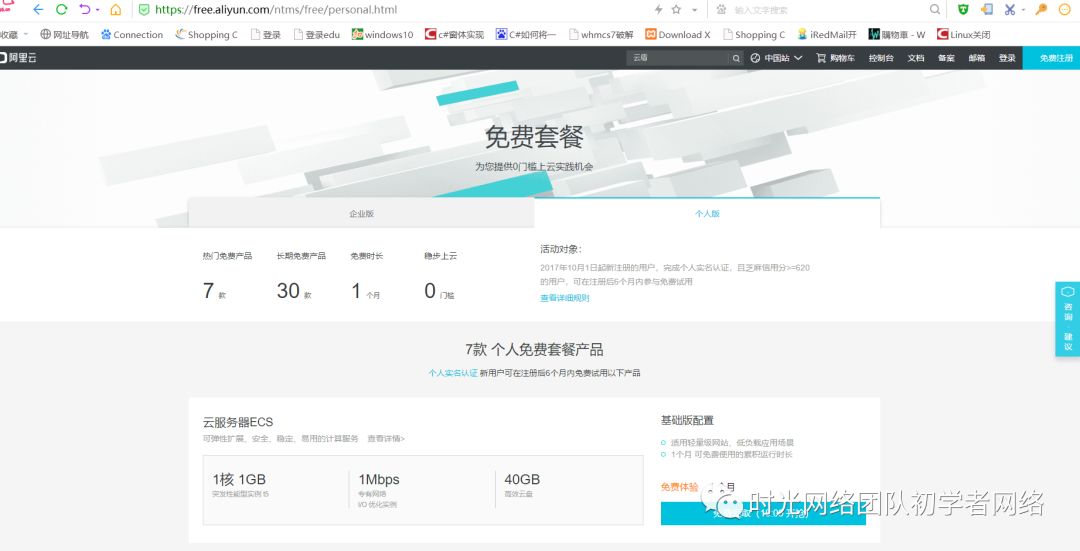 https://free.aliyun.com/ntms/free/personal.html
输入文字搜索
收藏 网址导航 Connection Shopping C 登录 登录edu windows10 c#窗体实现 C#如何将一 whmcs7破解 Download X Shopping C iRedMail开 購物車 - W Linux关闭
阿里云 云盾 中国站 购物车 控制台 文档 备案 邮箱 登录 免费注册
免费套餐
为您提供0门槛上云实践机会
企业版 个人版
热门免费产品 长期免费产品 免费时长 稳步上云
7 款 30 款 1 个月 0 门槛
活动对象:
2017年10月1日起新注册的用户，完成个人实名认证，且芝麻信用分>=620
的用户，可在注册后6个月内参与免费试用
查看详细规则
咨询·建议
7款 个人免费套餐产品
个人实名认证 新用户可在注册后6个月内免费试用以下产品
云服务器ECS
可弹性扩展、安全、稳定、易用的计算服务 查看详情>
1核 1GB
突发性能型实例 t5
1Mbps
专有网络
I/O 优化实例
40GB
高效云盘
基础版配置
适用轻量级网站，低负载应用场景
1个月 可免费使用的累积运行时长
免费体验 个月
时光网络团队初学者网络